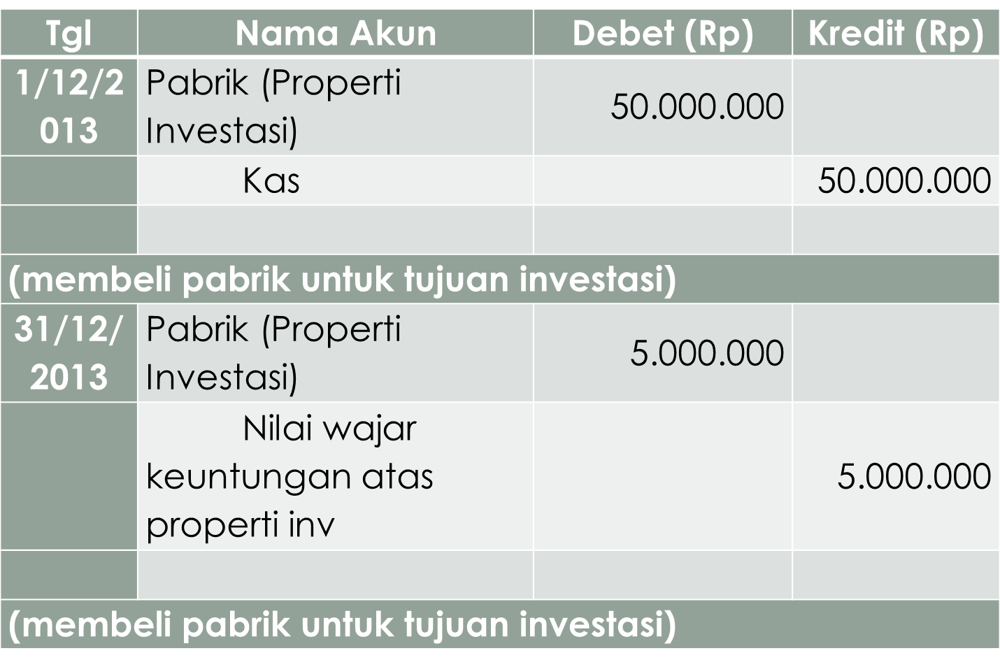 Tgl Nama Akun Debet (Rp) Kredit (Rp)
1/12/2 Pabrik (Properti
013 Investasi) 50.000.000
Kas 50.000.000
(membeli pabrik untuk tujuan investasi)
31/12/ Pabrik (Properti
2013 Investasi) 5.000.000
Nilai wajar
keuntungan atas 5.000.000
properti inv
(membeli pabrik untuk tujuan investasi)